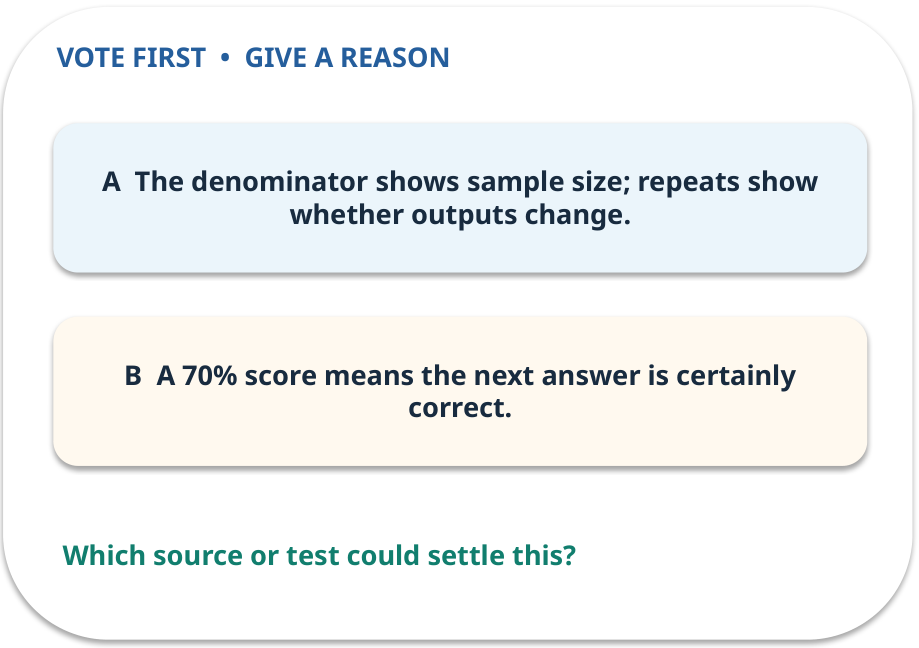 VOTE FIRST • GIVE A REASON
A The denominator shows sample size; repeats show
whether outputs change.
B A 70% score means the next answer is certainly
correct.
Which source or test could settle this?